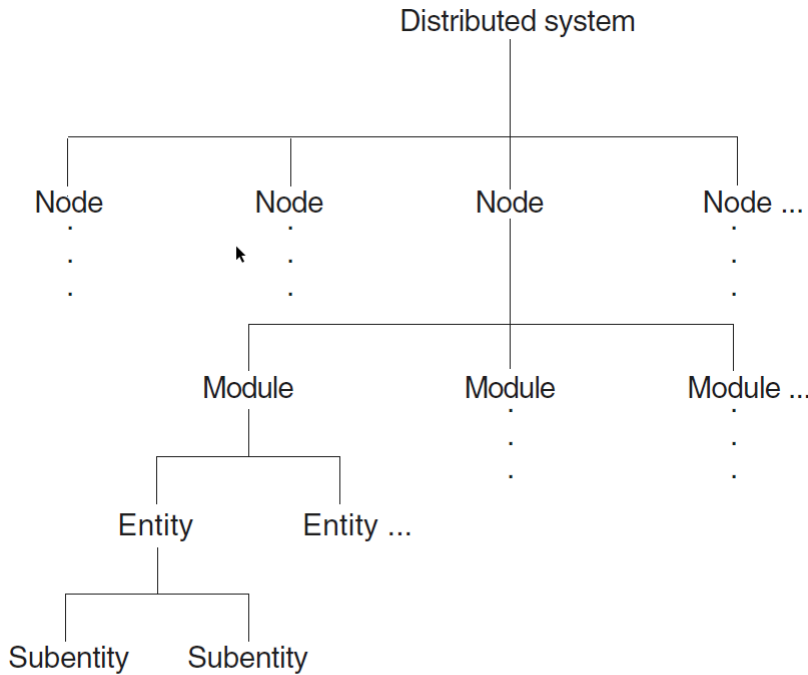 Distributed system
Node Node Node Node ...
Module Module Module ...
Entity Entity ...
Subentity Subentity